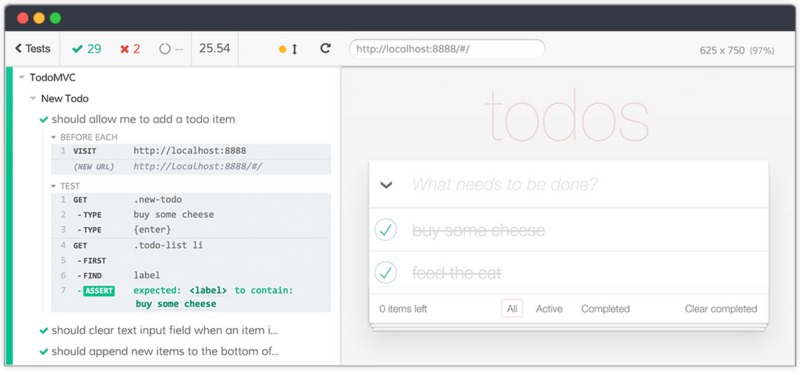 Tests 29 2 -- 25.54 http://localhost:8888/#/ 625 x 750 (97%)
TodoMVC
New Todo
should allow me to add a todo item
BEFORE EACH
1 VISIT http://localhost:8888
(NEW URL) http://localhost:8888/#/
TEST
1 GET .new-todo
2 - TYPE buy some cheese
3 - TYPE {enter}
4 GET .todo-list li
5 - FIRST
6 - FIND label
7 - ASSERT expected: <label> to contain:
buy some cheese
should clear text input field when an item i...
should append new items to the bottom of...
todos
What needs to be done?
buy some cheese
feed the cat
0 items left All Active Completed Clear completed